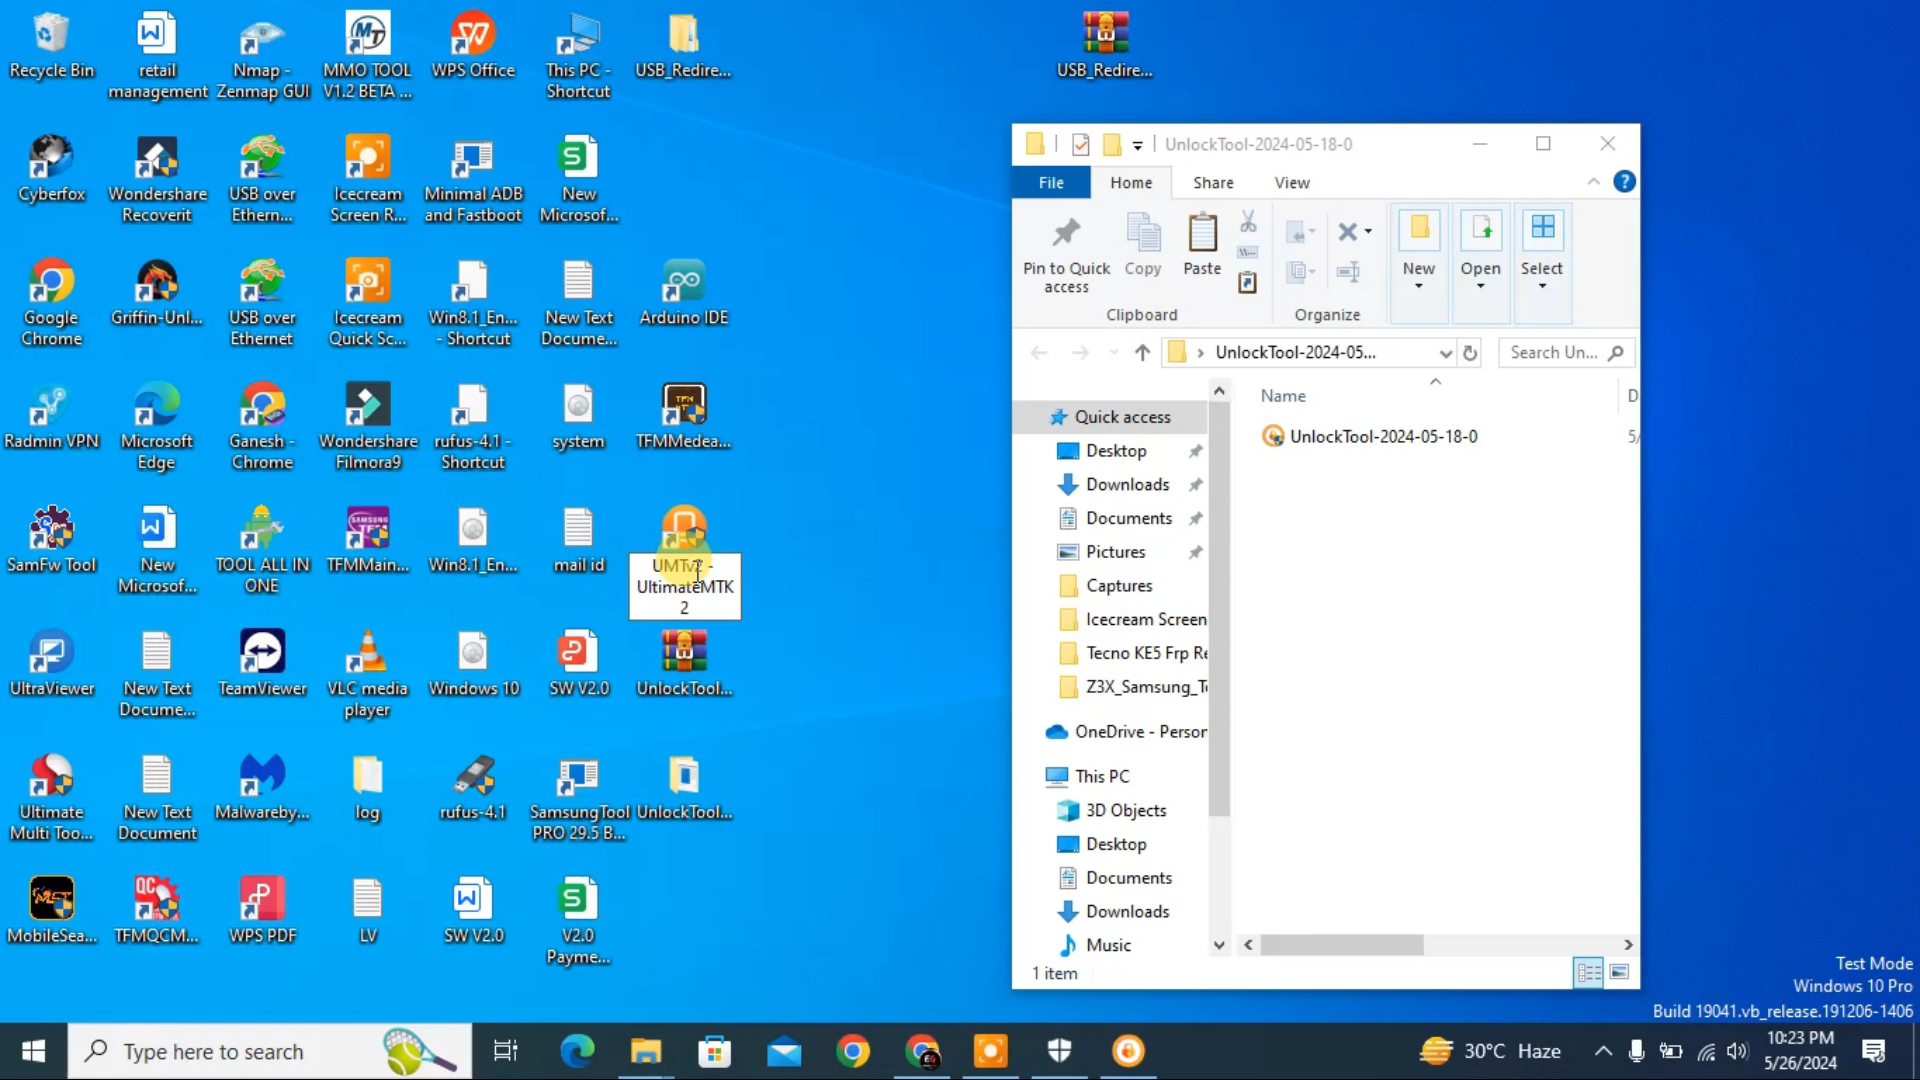 Recycle Bin
retail
management
Nmap -
Zenmap GUI
MMO TOOL
V1.2 BETA ...
WPS Office
This PC -
Shortcut
USB_Redire...
USB_Redire...
Cyberfox
Wondershare
Recoverit
USB over
Ethern...
Icecream
Screen R...
Minimal ADB
and Fastboot
New
Microsof...
Google
Chrome
Griffin-Unl...
USB over
Ethernet
Icecream
Quick Sc...
Win8.1_En...
- Shortcut
New Text
Docume...
Arduino IDE
Radmin VPN
Microsoft
Edge
Ganesh -
Chrome
Wondershare
Filmora9
rufus-4.1 -
Shortcut
system
TFMMedea...
SamFw Tool
New
Microsof...
TOOL ALL IN
ONE
SAMSUNG
TFM
TFMMain...
Win8.1_En...
mail id
UMTv2 -
UltimateMTK
2
UltraViewer
New Text
Docume...
TeamViewer
VLC media
player
Windows 10
SW V2.0
UnlockTool...
Ultimate
Multi Too...
New Text
Document
Malwareby...
log
rufus-4.1
SamsungTool
PRO 29.5 B...
UnlockTool...
MobileSea...
QC
TFMQCM...
WPS PDF
LV
SW V2.0
V2.0
Payme...
UnlockTool-2024-05-18-0
File
Home
Share
View
Pin to Quick
access
Copy
Paste
New
Open
Select
Clipboard
Organize
UnlockTool-2024-05...
Search Un...
Name
D
Quick access
UnlockTool-2024-05-18-0
5/
Desktop
Downloads
Documents
Pictures
Captures
Icecream Screen
Tecno KE5 Frp Re
Z3X_Samsung_To
OneDrive - Person
This PC
3D Objects
Desktop
Documents
Downloads
Music
1 item
Test Mode
Windows 10 Pro
Build 19041.vb_release.191206-1406
Type here to search
30°C Haze
10:23 PM
5/26/2024